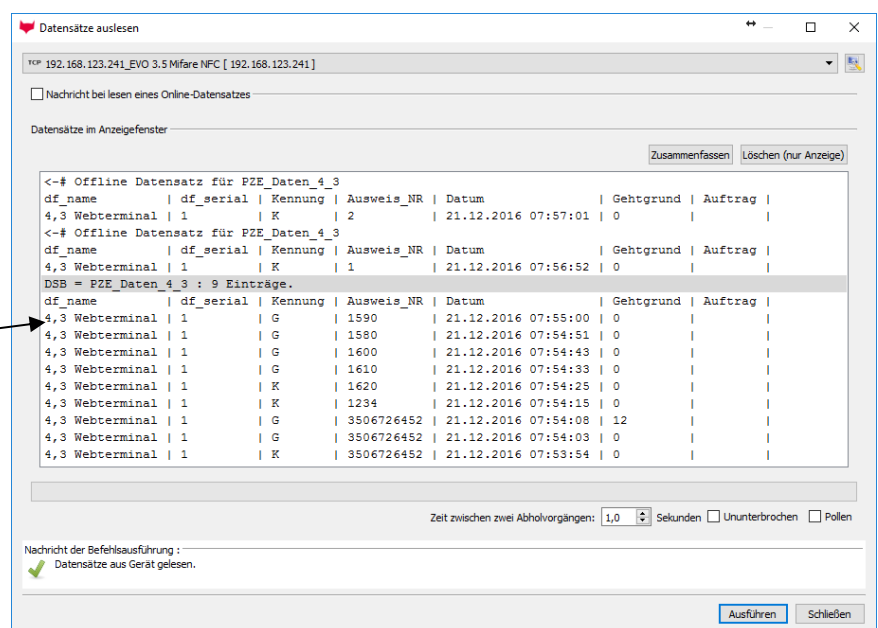 Datensätze auslesen
TCP 192.168.123.241_EVO 3.5 Mifare NFC [ 192.168.123.241 ]
Nachricht bei lesen eines Online-Datensatzes
Datensätze im Anzeigefenster
Zusammenfassen Löschen (nur Anzeige)
<-# Offline Datensatz für PZE_Daten_4_3
df_name | df_serial | Kennung | Ausweis_NR | Datum | Gehtgrund | Auftrag |
4,3 Webterminal | 1 | K | 2 | 21.12.2016 07:57:01 | 0 | |
<-# Offline Datensatz für PZE_Daten_4_3
df_name | df_serial | Kennung | Ausweis_NR | Datum | Gehtgrund | Auftrag |
4,3 Webterminal | 1 | K | 1 | 21.12.2016 07:56:52 | 0 | |
DSB = PZE_Daten_4_3 : 9 Einträge.
df_name | df_serial | Kennung | Ausweis_NR | Datum | Gehtgrund | Auftrag |
4,3 Webterminal | 1 | G | 1590 | 21.12.2016 07:55:00 | 0 | |
4,3 Webterminal | 1 | G | 1580 | 21.12.2016 07:54:51 | 0 | |
4,3 Webterminal | 1 | G | 1600 | 21.12.2016 07:54:43 | 0 | |
4,3 Webterminal | 1 | G | 1610 | 21.12.2016 07:54:33 | 0 | |
4,3 Webterminal | 1 | K | 1620 | 21.12.2016 07:54:25 | 0 | |
4,3 Webterminal | 1 | K | 1234 | 21.12.2016 07:54:15 | 0 | |
4,3 Webterminal | 1 | G | 3506726452 | 21.12.2016 07:54:08 | 12 | |
4,3 Webterminal | 1 | G | 3506726452 | 21.12.2016 07:54:03 | 0 | |
4,3 Webterminal | 1 | K | 3506726452 | 21.12.2016 07:53:54 | 0 | |
Zeit zwischen zwei Abholvorgängen: 1,0 Sekunden Ununterbrochen Pollen
Nachricht der Befehlsausführung :
Datensätze aus Gerät gelesen.
Ausführen Schließen